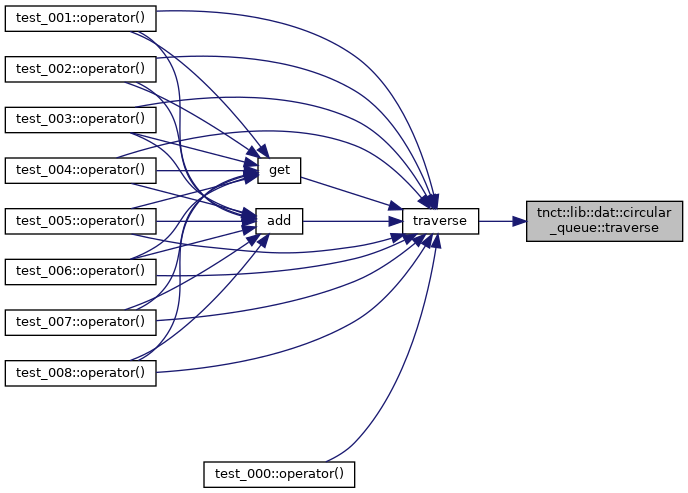 test_001::operator()
test_002::operator()
test_003::operator()
test_004::operator()
get
test_005::operator()
add
traverse
tnct::lib::dat::circular
_queue::traverse
test_006::operator()
test_007::operator()
test_008::operator()
test_000::operator()